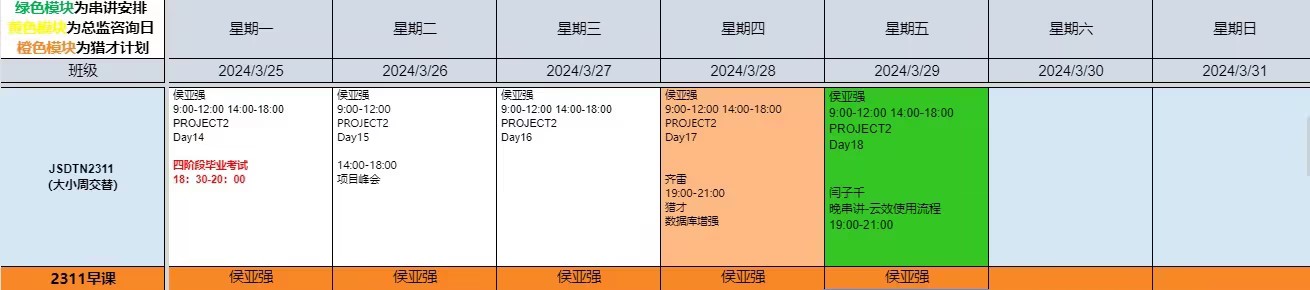 绿色模块为串讲安排
黄色模块为总监咨询日
橙色模块为猎才计划
星期一
星期二
星期三
星期四
星期五
星期六
星期日
班级
2024/3/25
2024/3/26
2024/3/27
2024/3/28
2024/3/29
2024/3/30
2024/3/31
JSDTN2311
(大小周交替)
侯亚强
9:00-12:00 14:00-18:00
PROJECT2
Day14
四阶段毕业考试
18：30-20：00
侯亚强
9:00-12:00
PROJECT2
Day15
14:00-18:00
项目峰会
侯亚强
9:00-12:00 14:00-18:00
PROJECT2
Day16
侯亚强
9:00-12:00 14:00-18:00
PROJECT2
Day17
齐雷
19:00-21:00
猎才
数据库增强
侯亚强
9:00-12:00 14:00-18:00
PROJECT2
Day18
闫子千
晚串讲-云效使用流程
19:00-21:00
2311早课
侯亚强
侯亚强
侯亚强
侯亚强
侯亚强